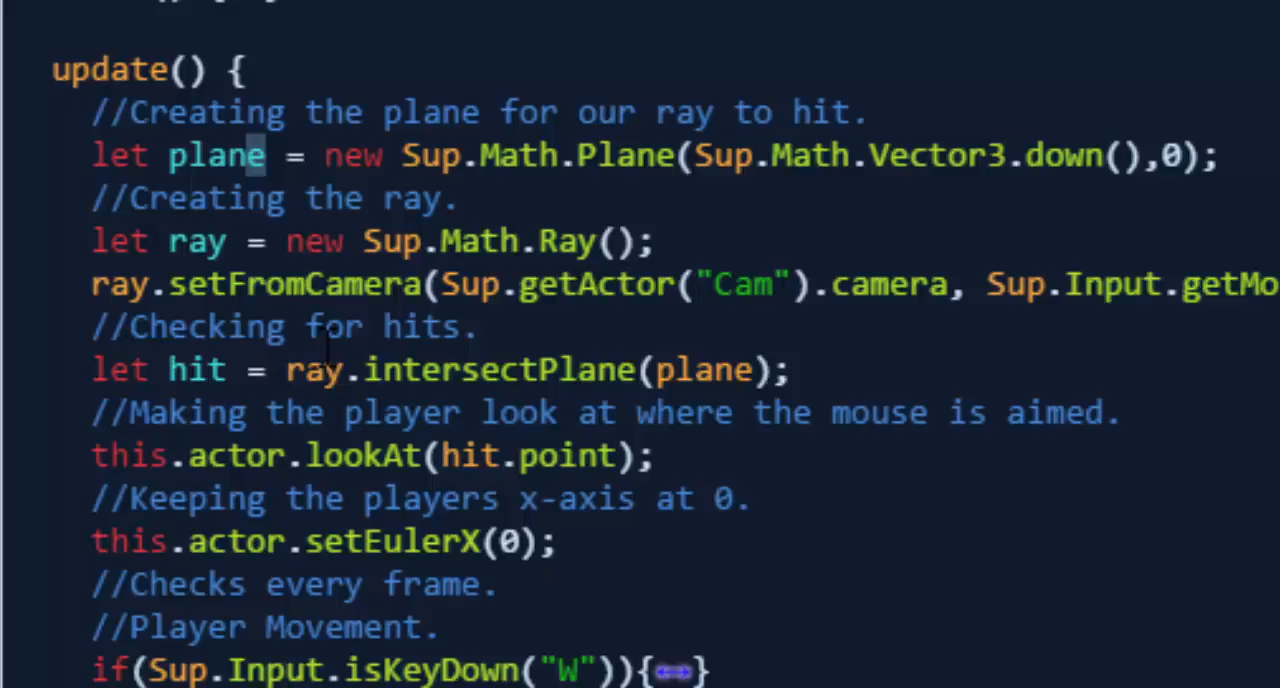 update() {
//Creating the plane for our ray to hit.
let plane = new Sup.Math.Plane(Sup.Math.Vector3.down(),0);
//Creating the ray.
let ray = new Sup.Math.Ray();
ray.setFromCamera(Sup.getActor("Cam").camera, Sup.Input.getMo
//Checking for hits.
let hit = ray.intersectPlane(plane);
//Making the player look at where the mouse is aimed.
this.actor.lookAt(hit.point);
//Keeping the players x-axis at 0.
this.actor.setEulerX(0);
//Checks every frame.
//Player Movement.
if(Sup.Input.isKeyDown("W")){↔}